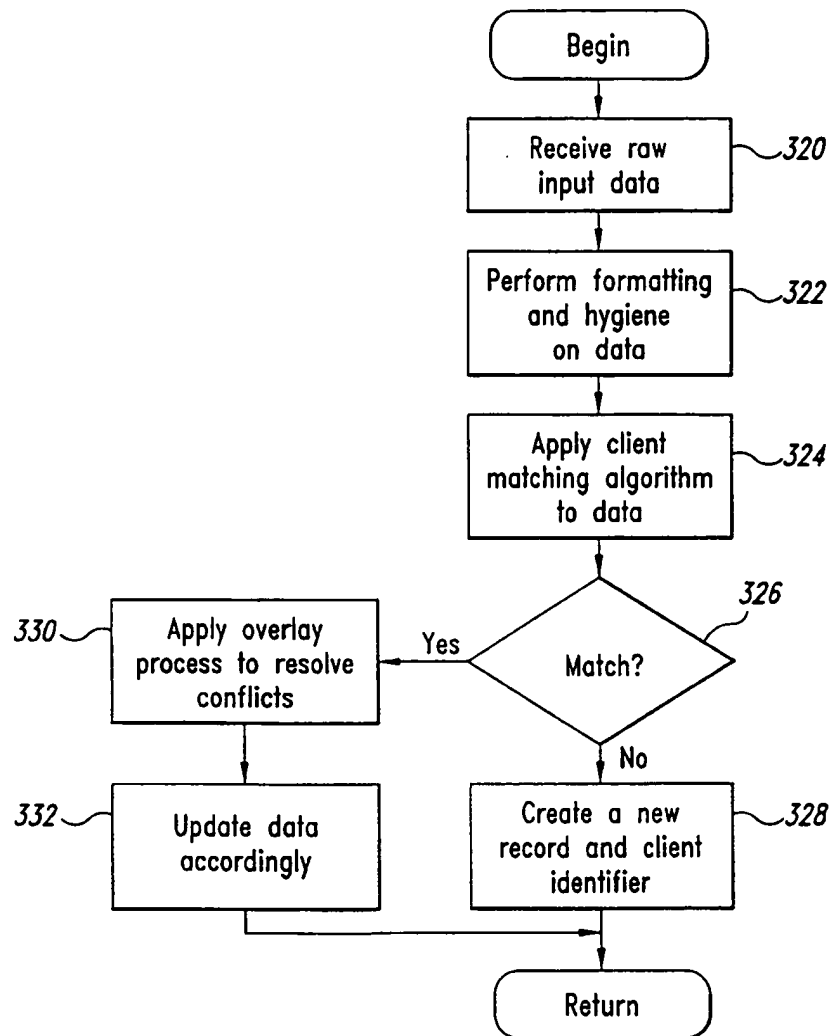 Begin
Receive raw
input data
320
Perform formatting
and hygiene
on data
322
Apply client
matching algorithm
to data
324
326
Match?
Yes
No
330
Apply overlay
process to resolve
conflicts
332
Update data
accordingly
Create a new
record and client
identifier
328
Return